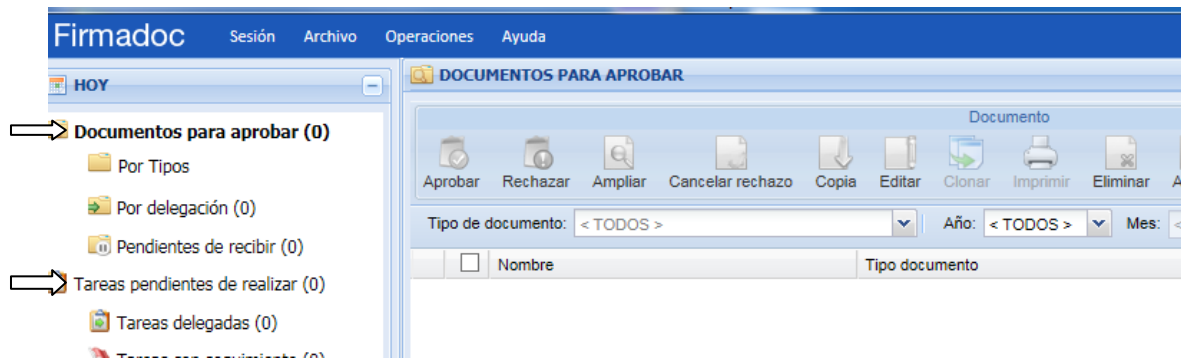 Firmadoc Sesión Archivo Operaciones Ayuda
HOY
Documentos para aprobar (0)
Por Tipos
Por delegación (0)
Pendientes de recibir (0)
Tareas pendientes de realizar (0)
Tareas delegadas (0)
DOCUMENTOS PARA APROBAR
Documento
Aprobar Rechazar Ampliar Cancelar rechazo Copia Editar Clonar Imprimir Eliminar
Tipo de documento: < TODOS > Año: < TODOS > Mes:
Nombre Tipo documento